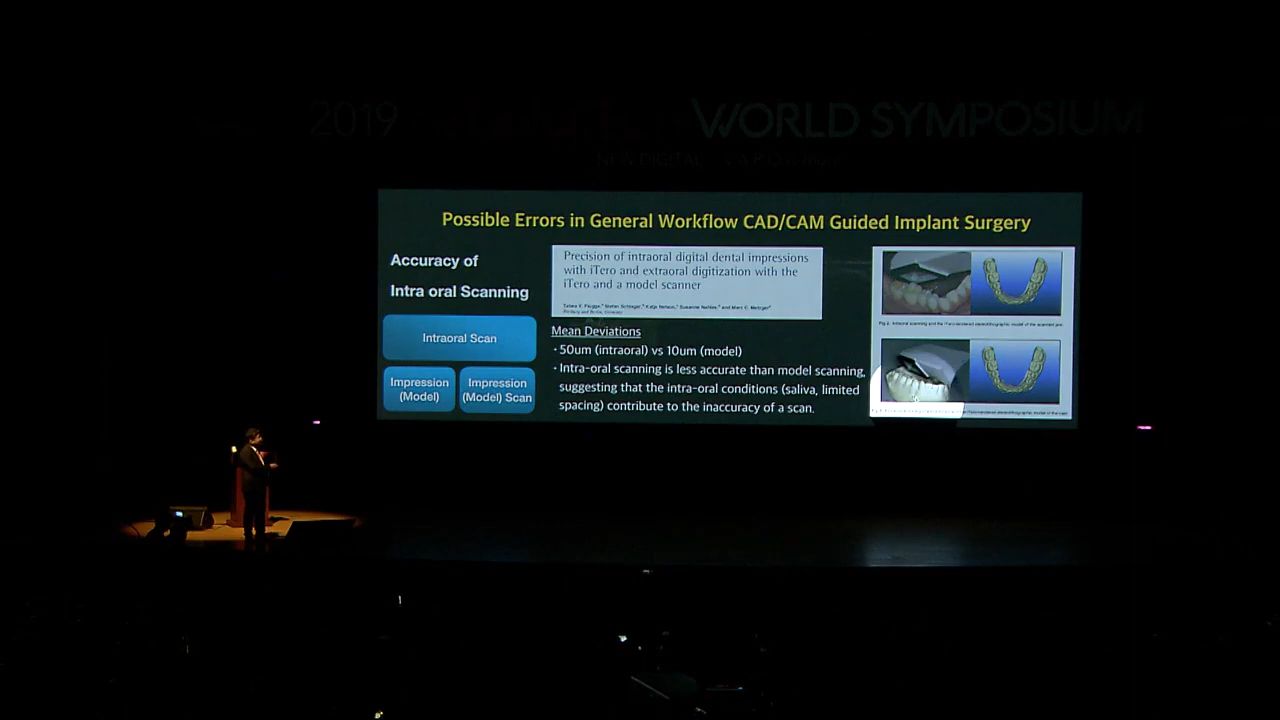 2019 WORLD SYMPOSIUM
Possible Errors in General Workflow CAD/CAM Guided Implant Surgery
Accuracy of
Intra oral Scanning
Intraoral Scan
Impression
(Model)
Impression
(Model) Scan
Precision of intraoral digital dental impressions
with iTero and extraoral digitization with the
iTero and a model scanner
Mean Deviations
· 50um (intraoral) vs 10um (model)
· Intra-oral scanning is less accurate than model scanning,
suggesting that the intra-oral conditions (saliva, limited
spacing) contribute to the inaccuracy of a scan.